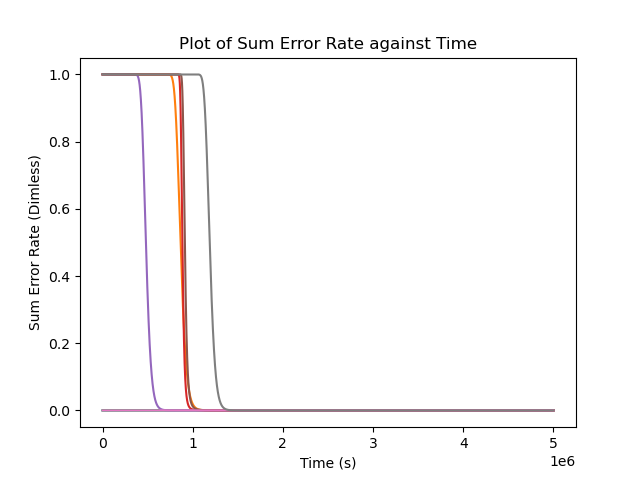 Plot of Sum Error Rate against Time
Sum Error Rate (Dimless)
1.0
0.8
0.6
0.4
0.2
0.0
0 1 2 3 4 5
1e6
Time (s)